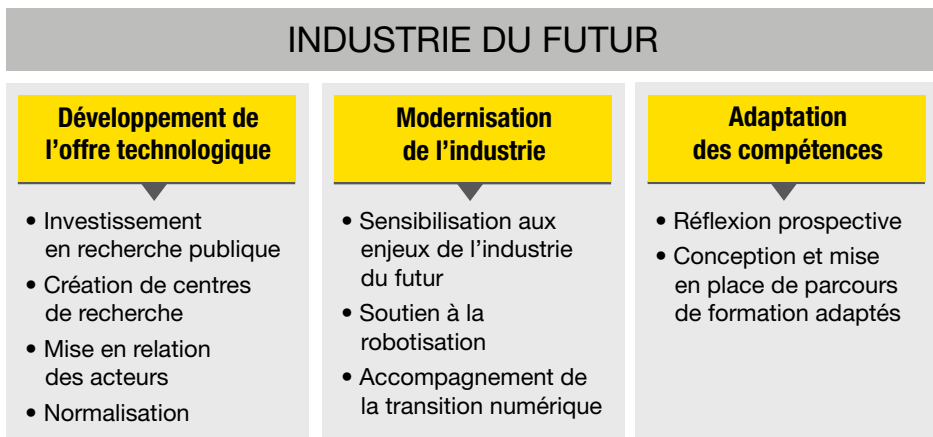 INDUSTRIE DU FUTUR
Développement de
l'offre technologique
• Investissement
en recherche publique
• Création de centres
de recherche
• Mise en relation
des acteurs
• Normalisation
Modernisation
de l'industrie
• Sensibilisation aux
enjeux de l'industrie
du futur
• Soutien à la
robotisation
• Accompagnement de
la transition numérique
Adaptation
des compétences
• Réflexion prospective
• Conception et mise
en place de parcours
de formation adaptés